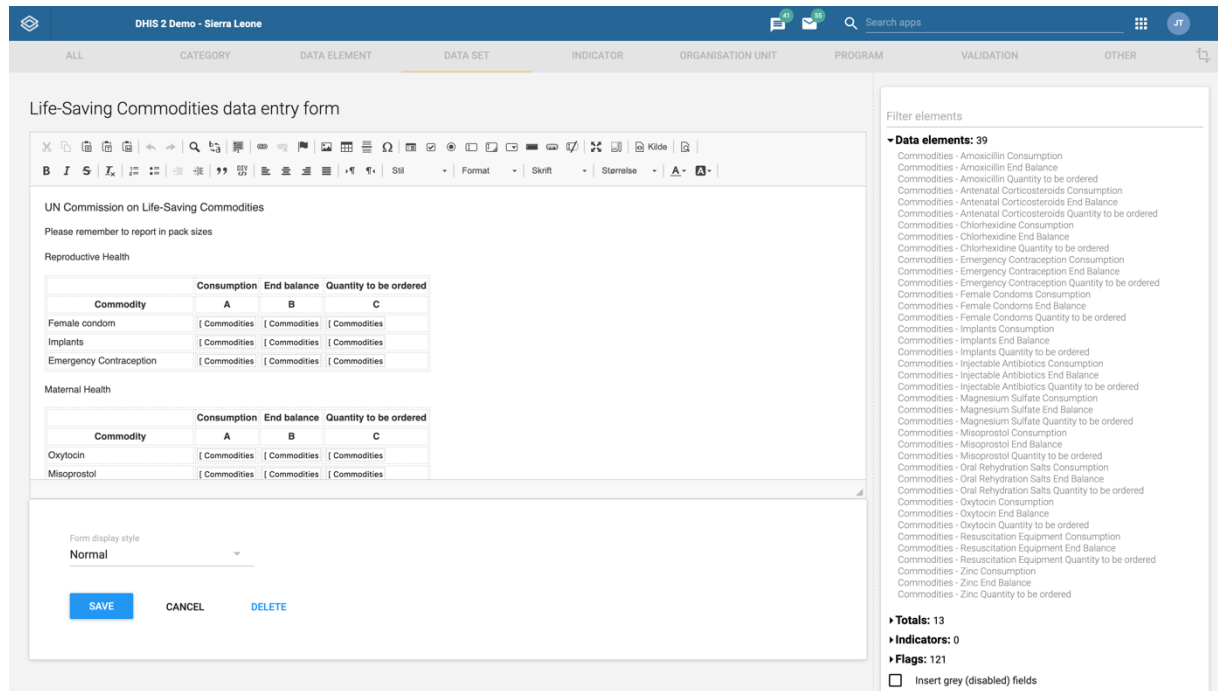 DHIS 2 Demo - Sierra Leone
41
55
Search apps
JT
ALL CATEGORY DATA ELEMENT DATA SET INDICATOR ORGANISATION UNIT PROGRAM VALIDATION OTHER
Life-Saving Commodities data entry form
Kilde
B I S Stil Format Skrift Størrelse A A
UN Commission on Life-Saving Commodities
Please remember to report in pack sizes
Reproductive Health
Consumption End balance Quantity to be ordered
Commodity A B C
Female condom [ Commodities [ Commodities [ Commodities
Implants [ Commodities [ Commodities [ Commodities
Emergency Contraception [ Commodities [ Commodities [ Commodities
Maternal Health
Consumption End balance Quantity to be ordered
Commodity A B C
Oxytocin [ Commodities [ Commodities [ Commodities
Misoprostol [ Commodities [ Commodities [ Commodities
Form display style
Normal
SAVE CANCEL DELETE
Filter elements
Data elements: 39
Commodities - Amoxicillin Consumption
Commodities - Amoxicillin End Balance
Commodities - Amoxicillin Quantity to be ordered
Commodities - Antenatal Corticosteroids Consumption
Commodities - Antenatal Corticosteroids End Balance
Commodities - Antenatal Corticosteroids Quantity to be ordered
Commodities - Chlorhexidine Consumption
Commodities - Chlorhexidine End Balance
Commodities - Chlorhexidine Quantity to be ordered
Commodities - Emergency Contraception Consumption
Commodities - Emergency Contraception End Balance
Commodities - Emergency Contraception Quantity to be ordered
Commodities - Female Condoms Consumption
Commodities - Female Condoms End Balance
Commodities - Female Condoms Quantity to be ordered
Commodities - Implants Consumption
Commodities - Implants End Balance
Commodities - Implants Quantity to be ordered
Commodities - Injectable Antibiotics Consumption
Commodities - Injectable Antibiotics End Balance
Commodities - Injectable Antibiotics Quantity to be ordered
Commodities - Magnesium Sulfate Consumption
Commodities - Magnesium Sulfate End Balance
Commodities - Magnesium Sulfate Quantity to be ordered
Commodities - Misoprostol Consumption
Commodities - Misoprostol End Balance
Commodities - Misoprostol Quantity to be ordered
Commodities - Oral Rehydration Salts Consumption
Commodities - Oral Rehydration Salts End Balance
Commodities - Oral Rehydration Salts Quantity to be ordered
Commodities - Oxytocin Consumption
Commodities - Oxytocin End Balance
Commodities - Oxytocin Quantity to be ordered
Commodities - Resuscitation Equipment Consumption
Commodities - Resuscitation Equipment End Balance
Commodities - Resuscitation Equipment Quantity to be ordered
Commodities - Zinc Consumption
Commodities - Zinc End Balance
Commodities - Zinc Quantity to be ordered
Totals: 13
Indicators: 0
Flags: 121
Insert grey (disabled) fields